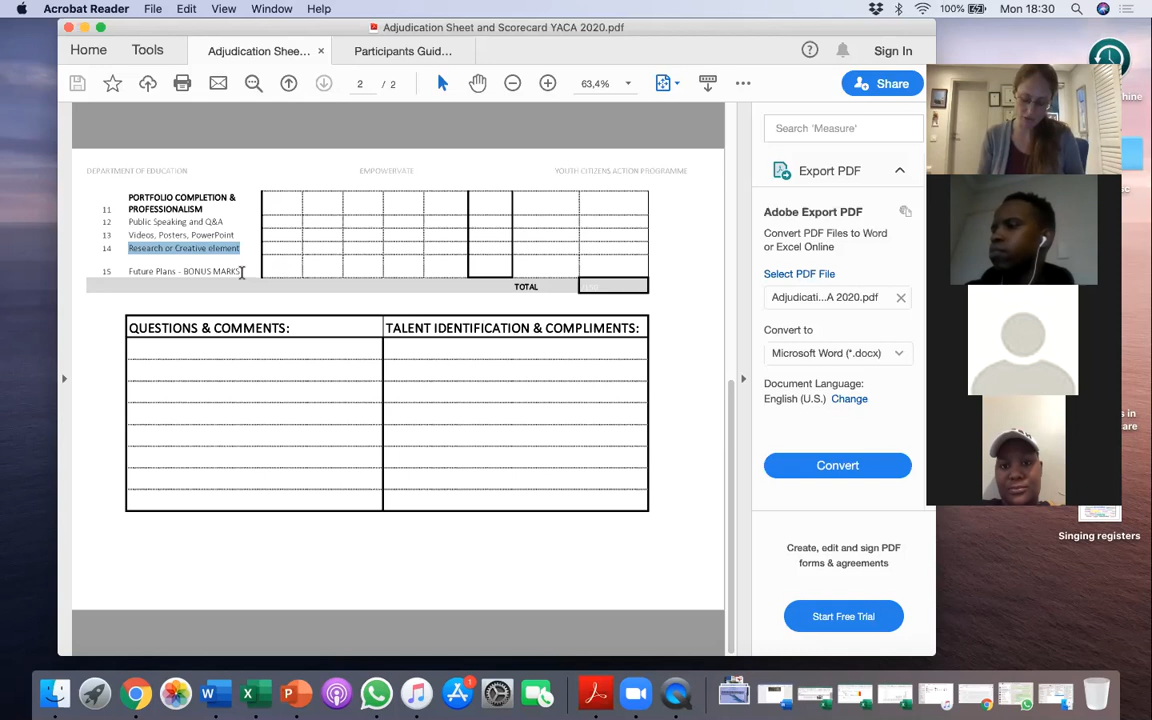 Acrobat Reader File Edit View Window Help 100% Mon 18:30
Adjudication Sheet and Scorecard YACA 2020.pdf
Home Tools Adjudication Shee... × Participants Guid... Sign In
2 / 2 63,4% Share
DEPARTMENT OF EDUCATION EMPOWERVATE YOUTH CITIZENS ACTION PROGRAMME
PORTFOLIO COMPLETION &
11 PROFESSIONALISM
12 Public Speaking and Q&A
13 Videos, Posters, PowerPoint
14 Research or Creative element
15 Future Plans - BONUS MARKS
TOTAL
QUESTIONS & COMMENTS: TALENT IDENTIFICATION & COMPLIMENTS:
Search 'Measure'
Export PDF
Adobe Export PDF
Convert PDF Files to Word
or Excel Online
Select PDF File
Adjudicati...A 2020.pdf
Convert to
Microsoft Word (*.docx)
Document Language:
English (U.S.) Change
Convert
Create, edit and sign PDF
forms & agreements
Start Free Trial
hine
sc
s in
are
Singing registers
1